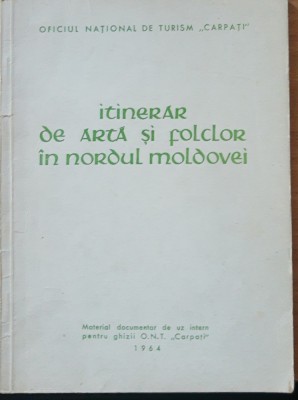 OFICIUL NAȚIONAL DE TURISM „CARPAȚI"
itinerar
de artă și folclor
în nordul moldovei
Material documentar de uz intern
pentru ghizii O.N.T. „Carpați"
1964